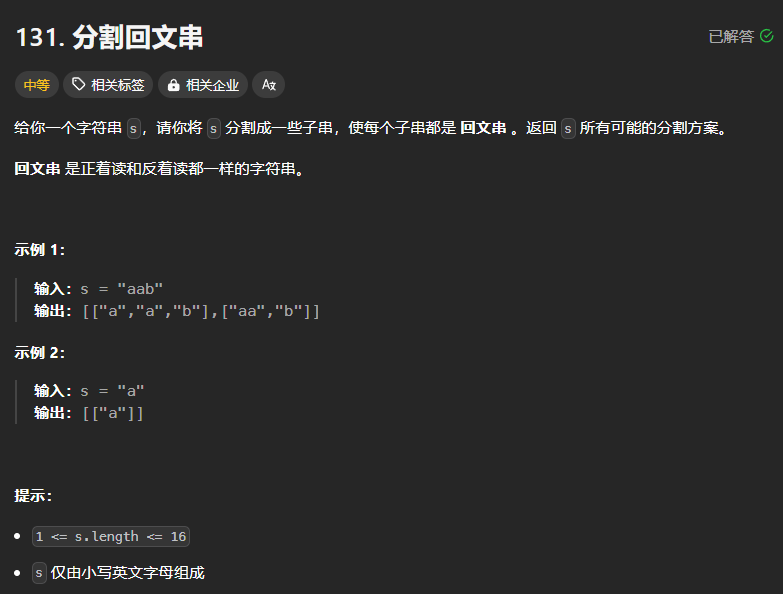 131. 分割回文串
已解答
中等 相关标签 相关企业 Aあ
给你一个字符串 s，请你将 s 分割成一些子串，使每个子串都是 回文串 。返回 s 所有可能的分割方案。
回文串 是正着读和反着读都一样的字符串。
示例 1：
输入：s = "aab"
输出：[["a","a","b"],["aa","b"]]
示例 2：
输入：s = "a"
输出：[["a"]]
提示：
1 <= s.length <= 16
s 仅由小写英文字母组成